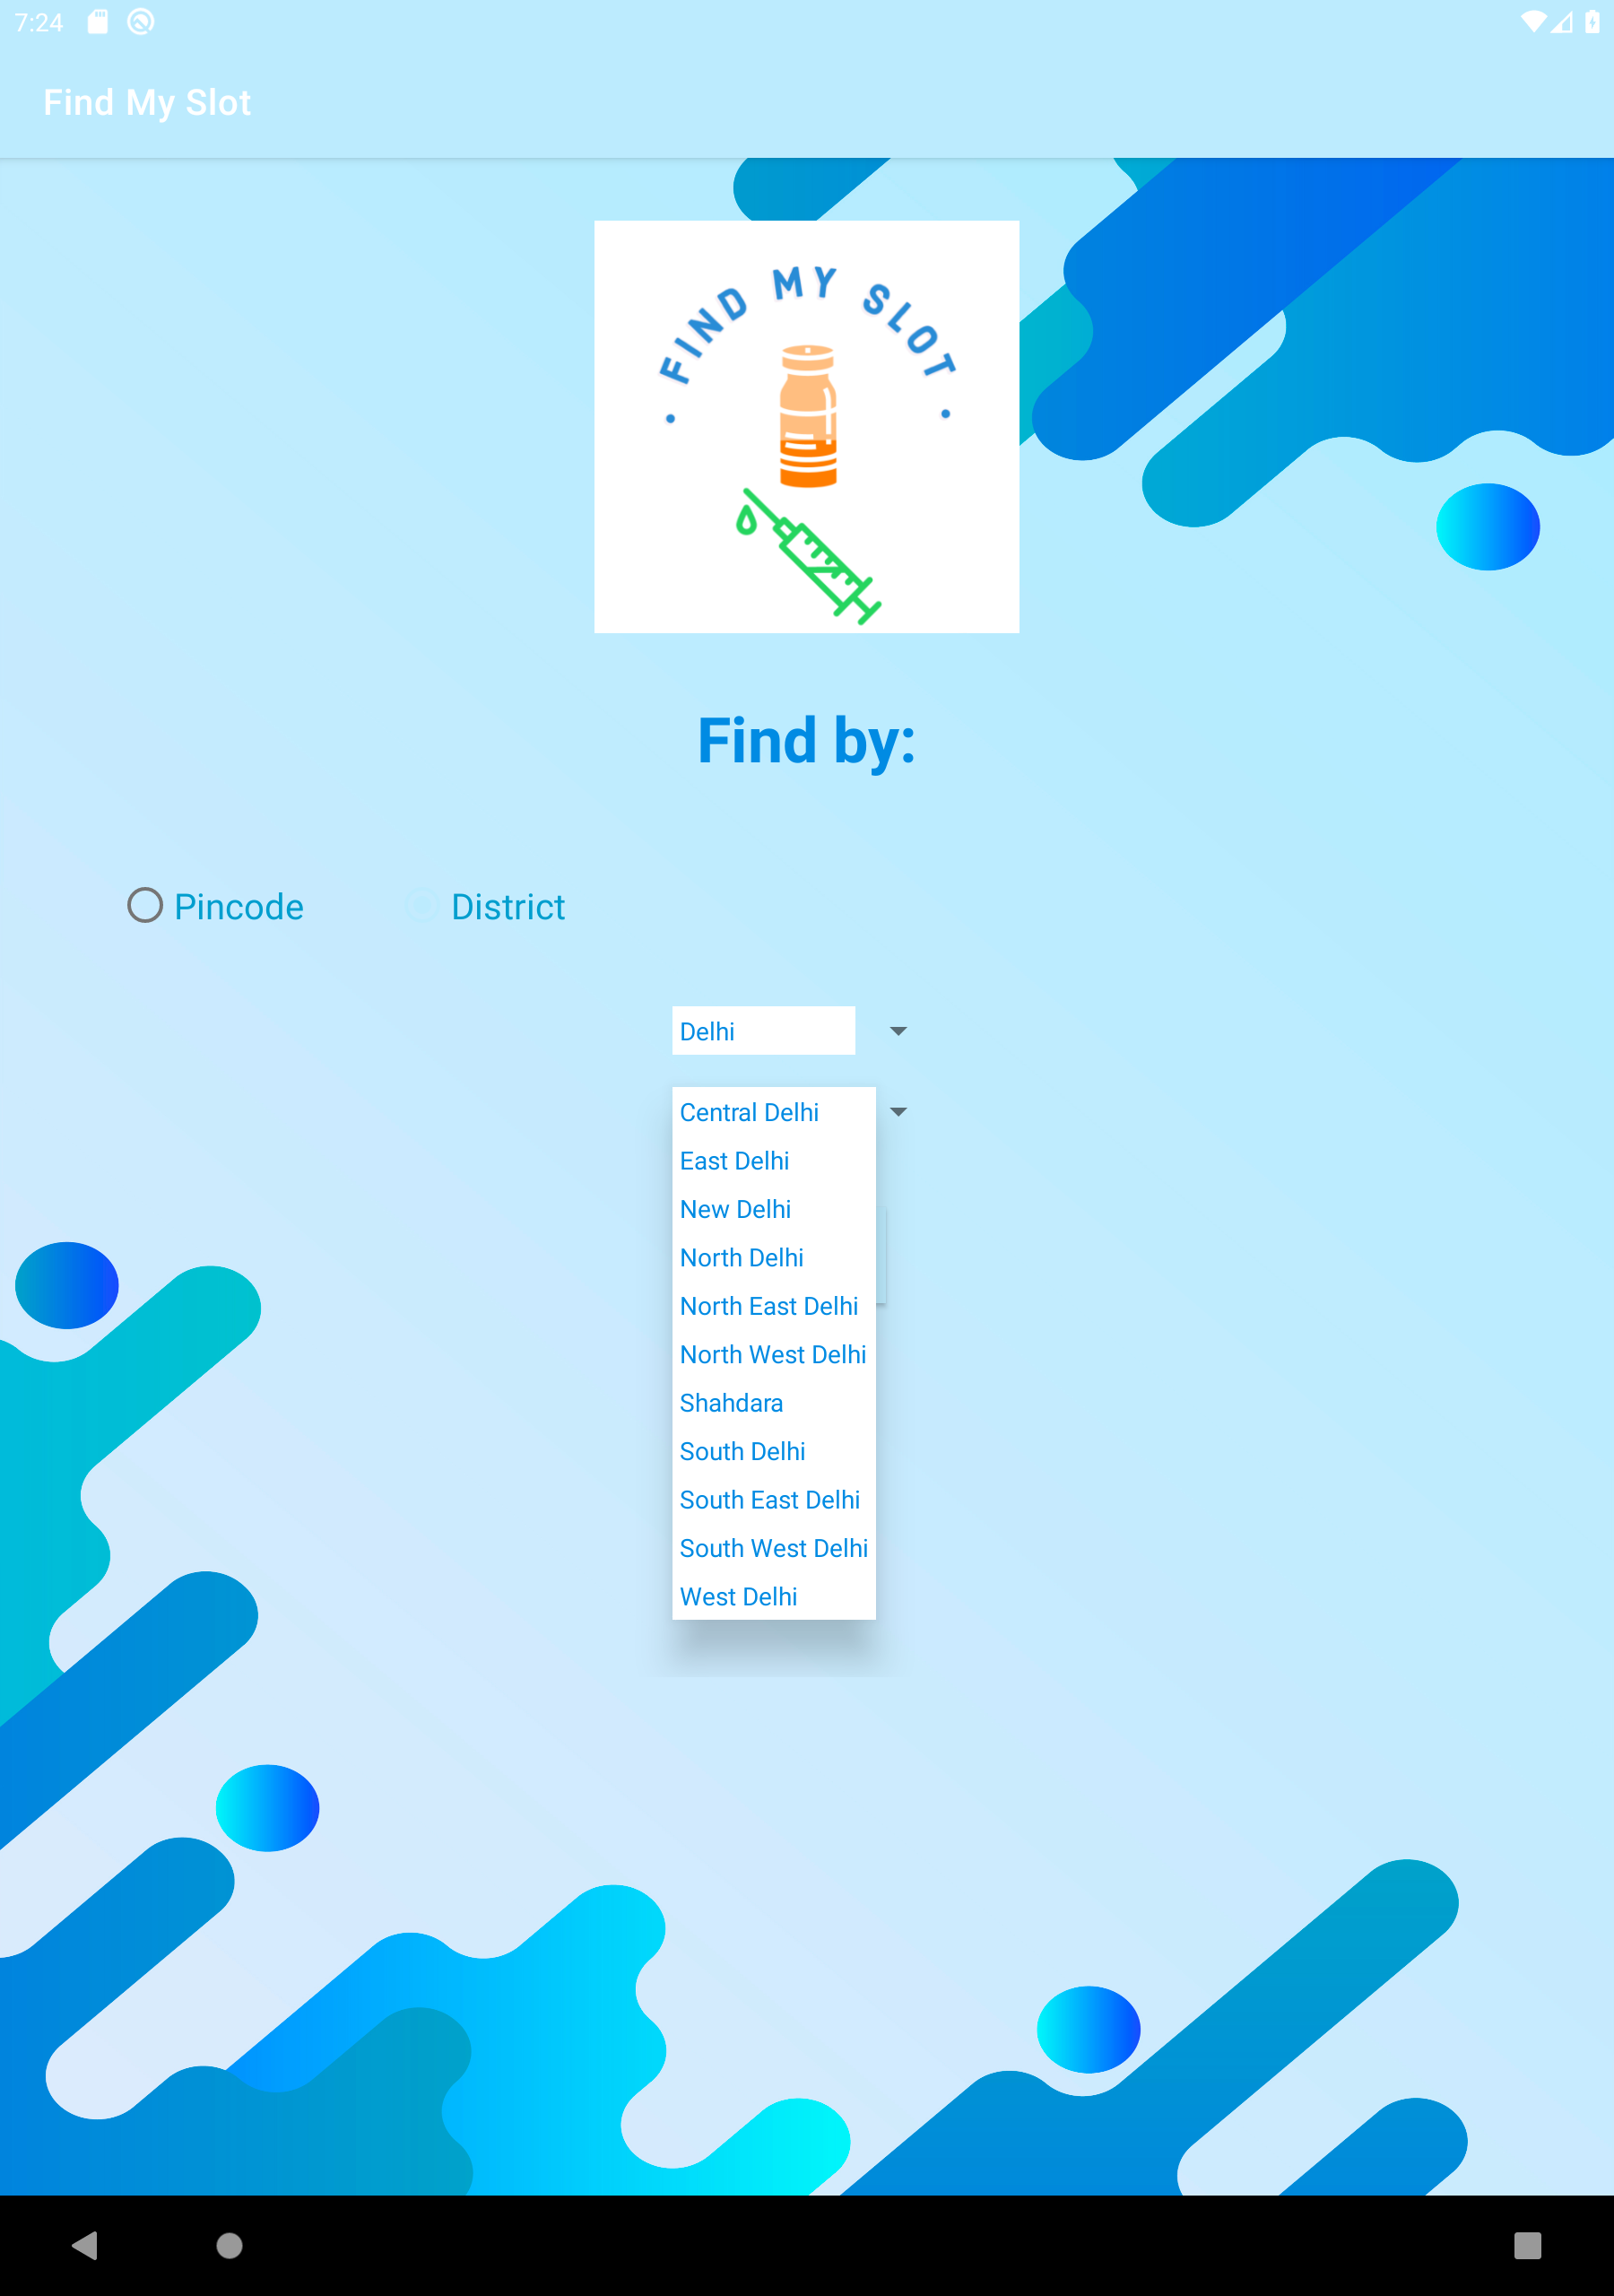 7:24
Find My Slot
• FIND MY SLOT •
Find by:
Pincode
District
Delhi
Central Delhi
East Delhi
New Delhi
North Delhi
North East Delhi
North West Delhi
Shahdara
South Delhi
South East Delhi
South West Delhi
West Delhi